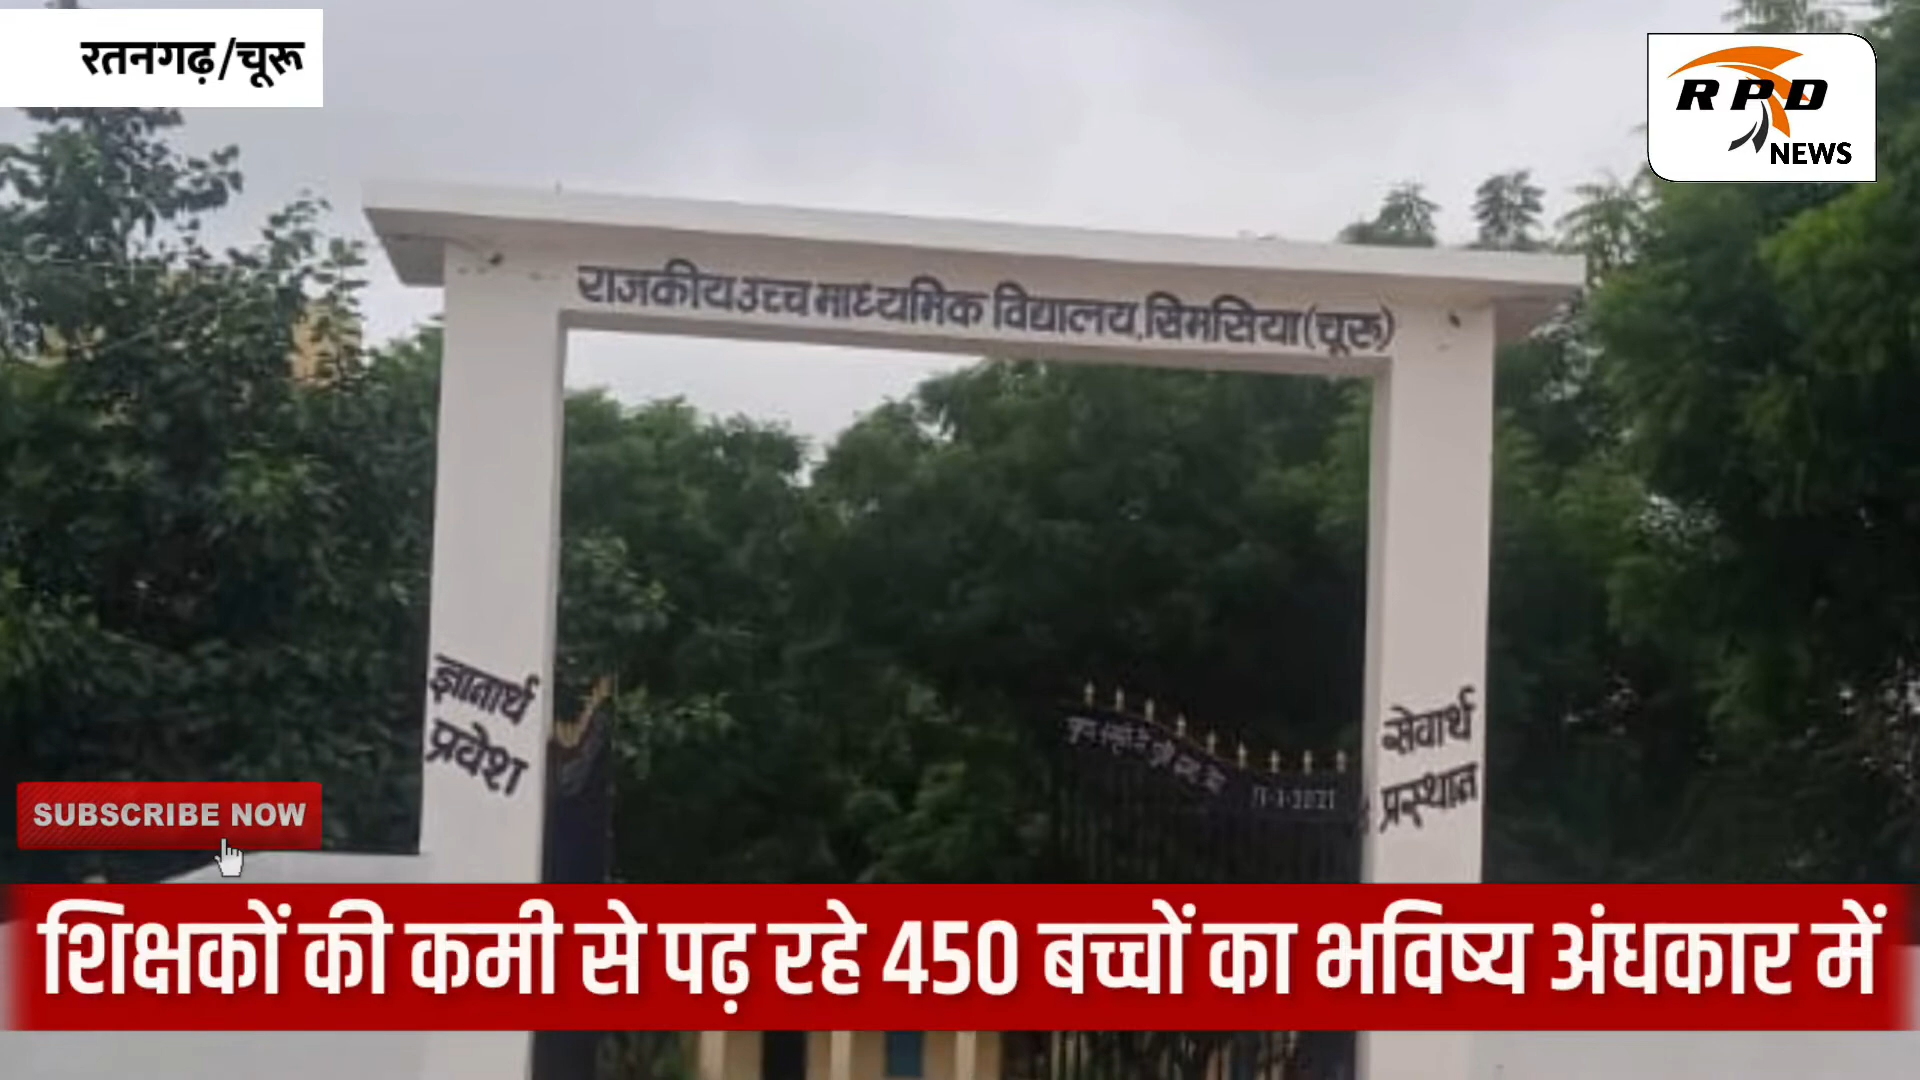 रतनगढ़/चूरू
RPD
NEWS
राजकीय उच्च माध्यमिक विद्यालय, सिमसिया (चूरू)
ज्ञानार्थ
प्रवेश
सेवार्थ
प्रस्थान
SUBSCRIBE NOW
शिक्षकों की कमी से पढ़ रहे 450 बच्चों का भविष्य अंधकार में